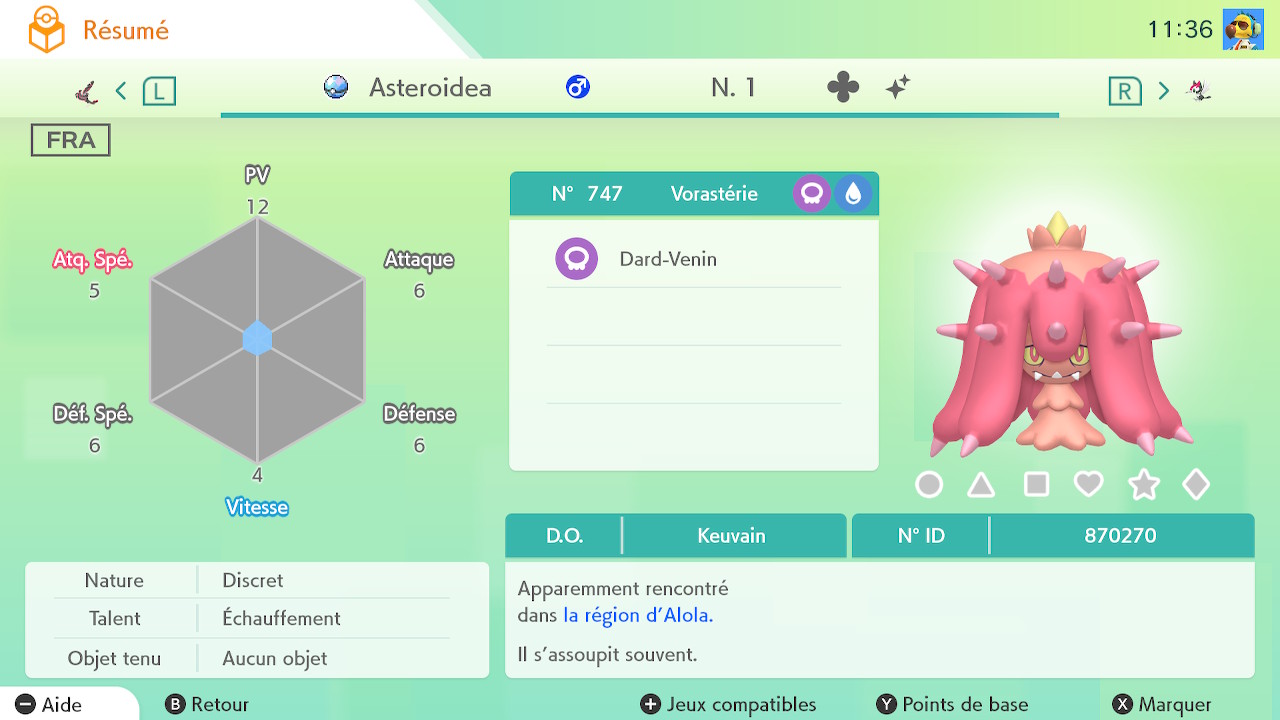 Résumé
11:36
L
Asteroidea
N. 1
R
FRA
PV
12
Atq. Spé.
5
Attaque
6
Déf. Spé.
6
Défense
6
4
Vitesse
N° 747 Vorastérie
Dard-Venin
D.O. Keuvain
N° ID 870270
Nature Discret
Talent Échauffement
Objet tenu Aucun objet
Apparemment rencontré
dans la région d'Alola.
Il s'assoupit souvent.
Aide
B Retour
Jeux compatibles
Y Points de base
X Marquer